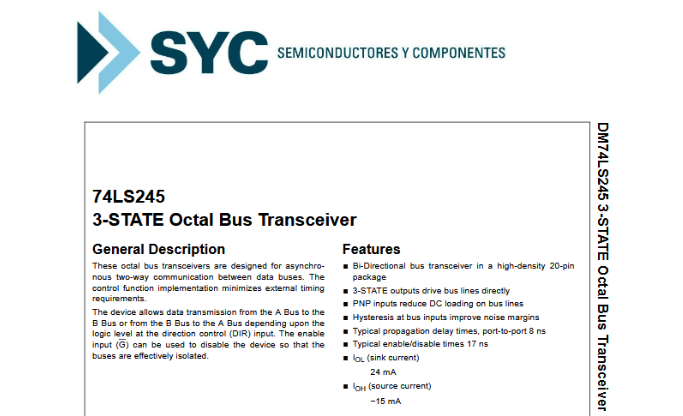 SYC SEMICONDUCTORES Y COMPONENTES
74LS245
3-STATE Octal Bus Transceiver
General Description
These octal bus transceivers are designed for asynchro-
nous two-way communication between data buses. The
control function implementation minimizes external timing
requirements.
The device allows data transmission from the A Bus to the
B Bus or from the B Bus to the A Bus depending upon the
logic level at the direction control (DIR) input. The enable
input (G̅) can be used to disable the device so that the
buses are effectively isolated.
Features
■ Bi-Directional bus transceiver in a high-density 20-pin
package
■ 3-STATE outputs drive bus lines directly
■ PNP inputs reduce DC loading on bus lines
■ Hysteresis at bus inputs improve noise margins
■ Typical propagation delay times, port-to-port 8 ns
■ Typical enable/disable times 17 ns
■ IOL (sink current)
24 mA
■ IOH (source current)
−15 mA
DM74LS245 3-STATE Octal Bus Transceiver